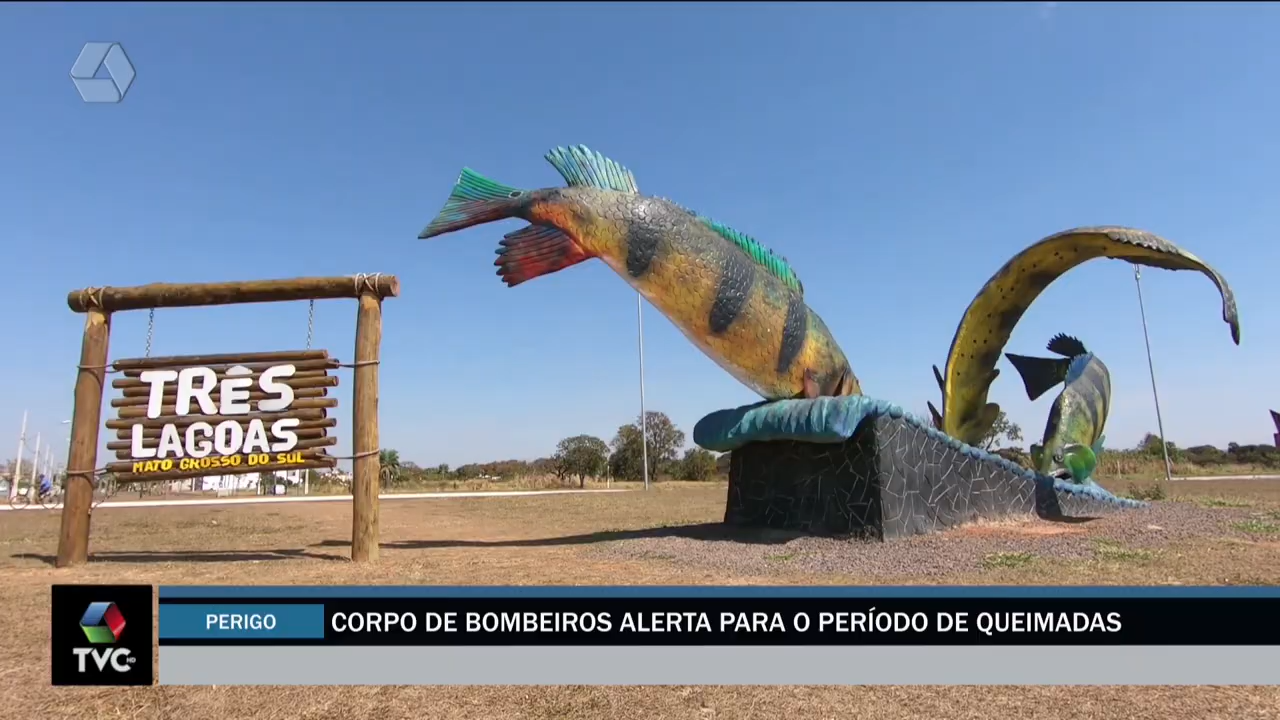 TRÊS
LAGOAS
MATO GROSSO DO SUL
PERIGO
CORPO DE BOMBEIROS ALERTA PARA O PERÍODO DE QUEIMADAS
TVC HD